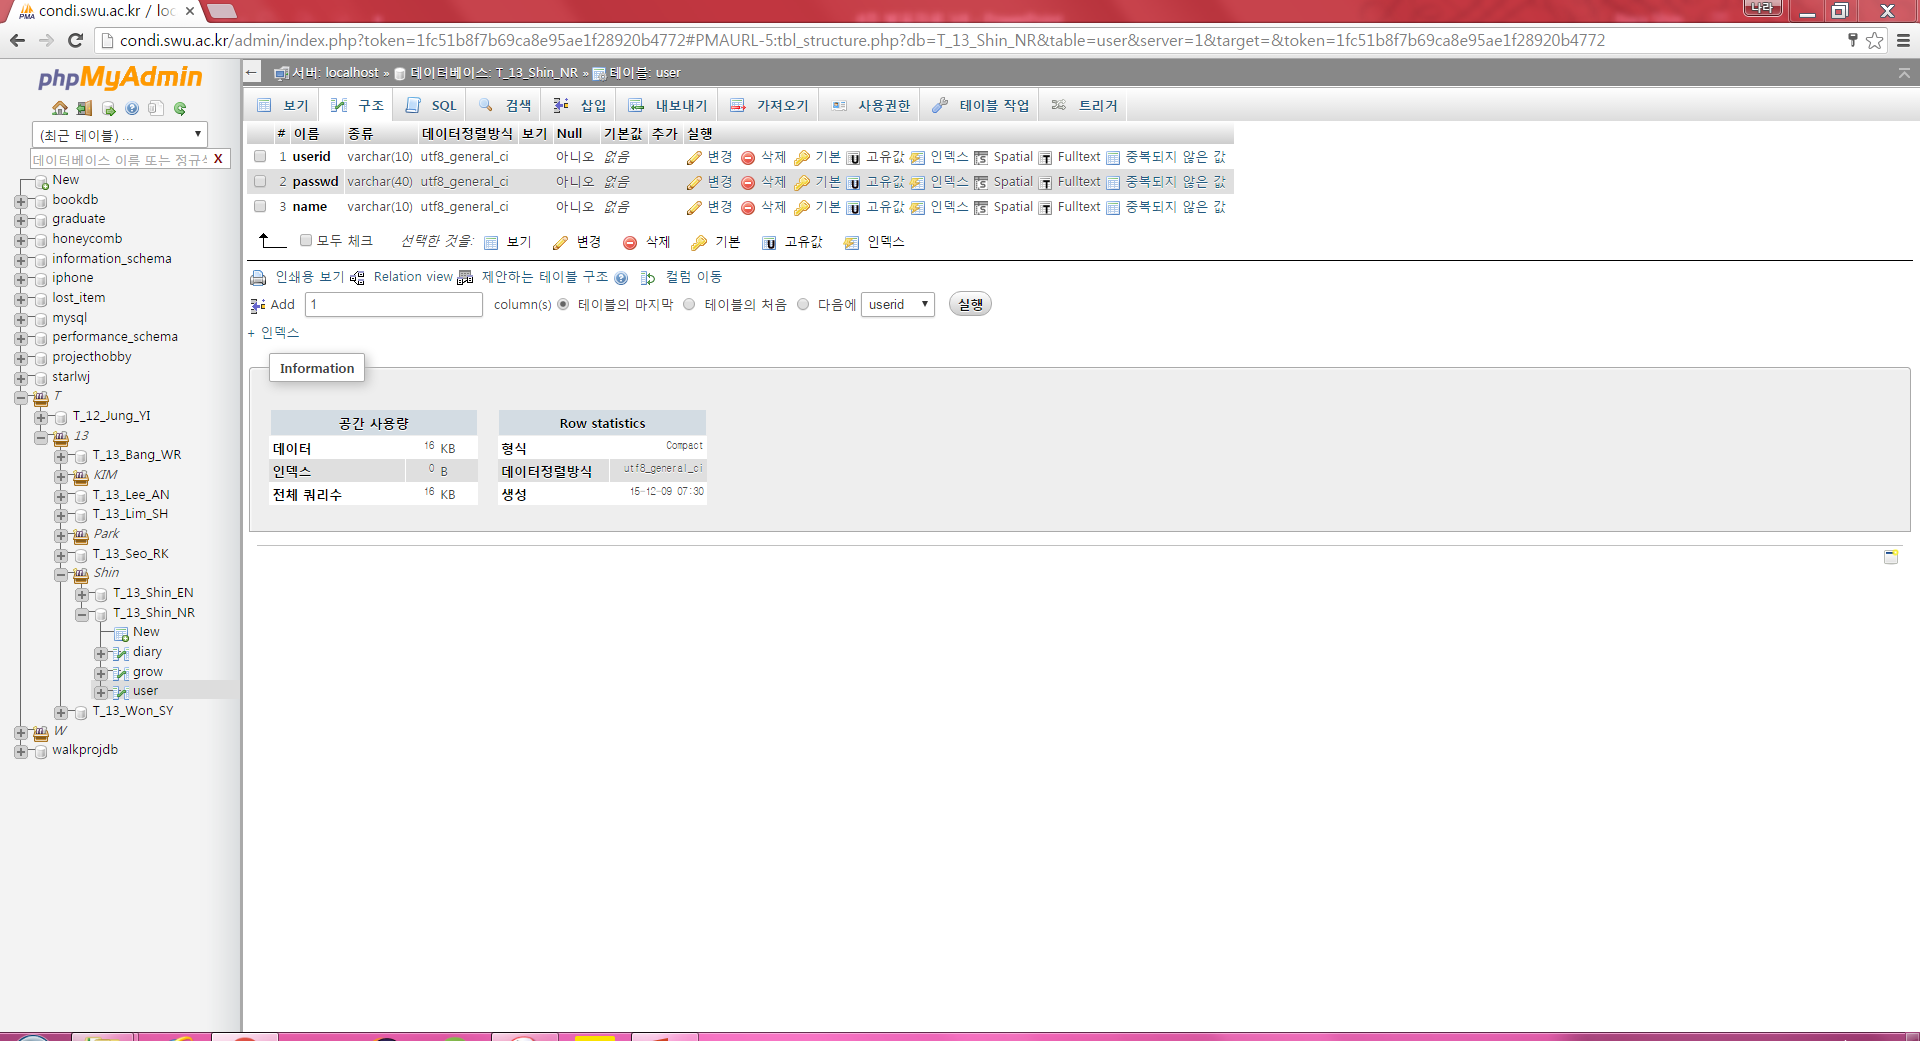 condi.swu.ac.kr / loc
나라
condi.swu.ac.kr/admin/index.php?token=1fc51b8f7b69ca8e95ae1f28920b4772#PMAURL-5:tbl_structure.php?db=T_13_Shin_NR&table=user&server=1&target=&token=1fc51b8f7b69ca8e95ae1f28920b4772
phpMyAdmin
(최근 테이블) ...
데이터베이스 이름 또는 정규식 X
New
bookdb
graduate
honeycomb
information_schema
iphone
lost_item
mysql
performance_schema
projecthobby
starlwj
T
T_12_Jung_YI
13
T_13_Bang_WR
KIM
T_13_Lee_AN
T_13_Lim_SH
Park
T_13_Seo_RK
Shin
T_13_Shin_EN
T_13_Shin_NR
New
diary
grow
user
T_13_Won_SY
W
walkprojdb
서버: localhost » 데이터베이스: T_13_Shin_NR » 테이블: user
보기 구조 SQL 검색 삽입 내보내기 가져오기 사용권한 테이블 작업 트리거
# 이름 종류 데이터정렬방식 보기 Null 기본값 추가 실행
1 userid varchar(10) utf8_general_ci 아니오 없음 변경 삭제 기본 고유값 인덱스 Spatial Fulltext 중복되지 않은 값
2 passwd varchar(40) utf8_general_ci 아니오 없음 변경 삭제 기본 고유값 인덱스 Spatial Fulltext 중복되지 않은 값
3 name varchar(10) utf8_general_ci 아니오 없음 변경 삭제 기본 고유값 인덱스 Spatial Fulltext 중복되지 않은 값
모두 체크 선택한 것을: 보기 변경 삭제 기본 고유값 인덱스
인쇄용 보기 Relation view 제안하는 테이블 구조 컬럼 이동
Add 1 column(s) 테이블의 마지막 테이블의 처음 다음에 userid 실행
+ 인덱스
Information
공간 사용량
데이터 16 KB
인덱스 0 B
전체 쿼리수 16 KB
Row statistics
형식 Compact
데이터정렬방식 utf8_general_ci
생성 15-12-09 07:30